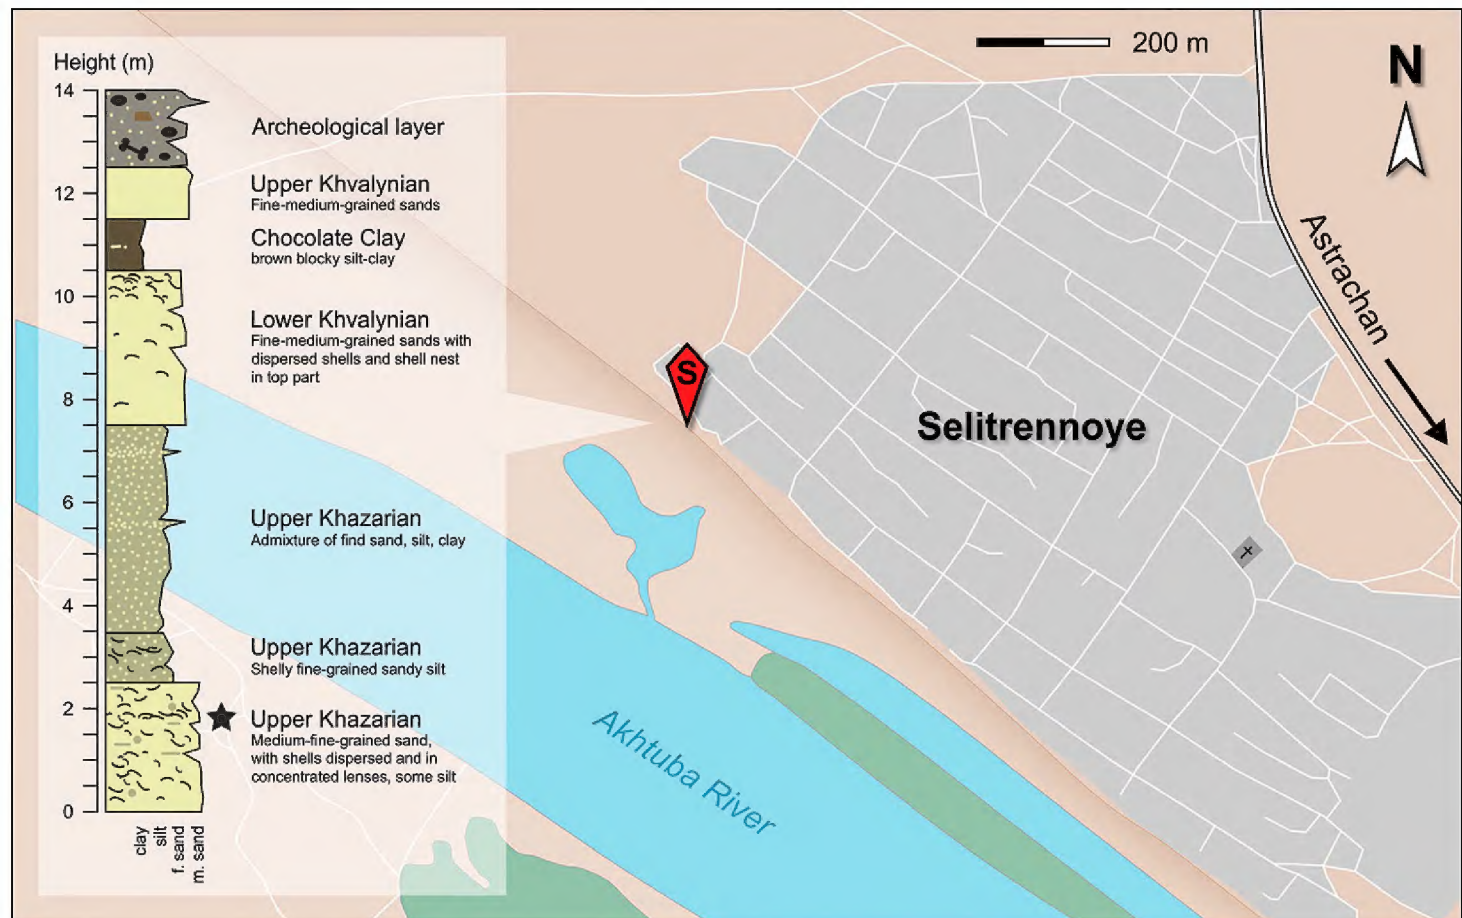 Height (m)
14
12
10
8
6
4
2
0
clay
silt
f. sand
m. sand
Archeological layer
Upper Khvalynian
Fine-medium-grained sands
Chocolate Clay
brown blocky silt-clay
Lower Khvalynian
Fine-medium-grained sands with
dispersed shells and shell nest
in top part
Upper Khazarian
Admixture of find sand, silt, clay
Upper Khazarian
Shelly fine-grained sandy silt
Upper Khazarian
Medium-fine-grained sand,
with shells dispersed and in
concentrated lenses, some silt
200 m
N
Astrachan
S
Selitrennoye
Akhtuba River